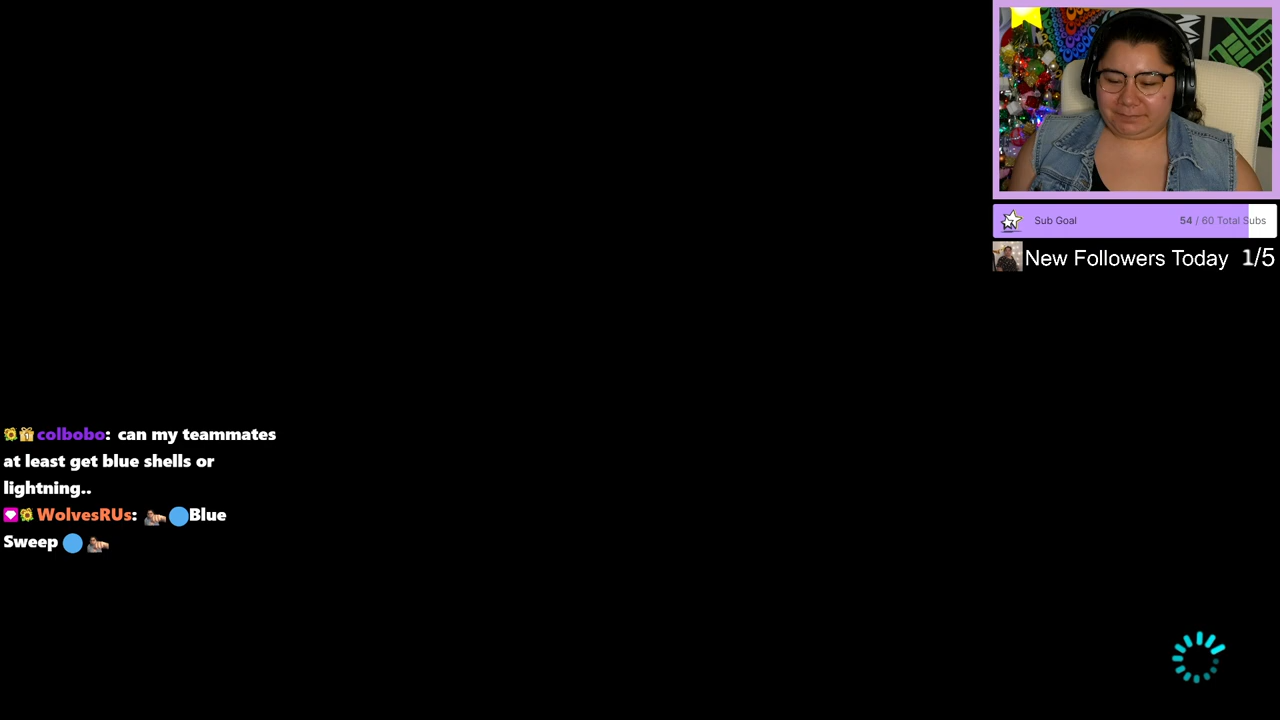 Sub Goal 54 / 60 Total Subs
New Followers Today 1/5
colbobo: can my teammates
at least get blue shells or
lightning..
WolvesRUs: Blue
Sweep